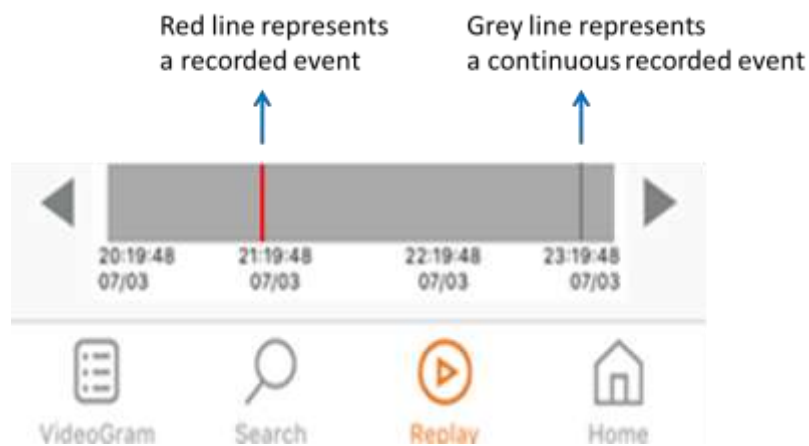 Red line represents
a recorded event
Grey line represents
a continuous recorded event
20:19:48 21:19:48 22:19:48 23:19:48
07/03 07/03 07/03 07/03
VideoGram Search Replay Home